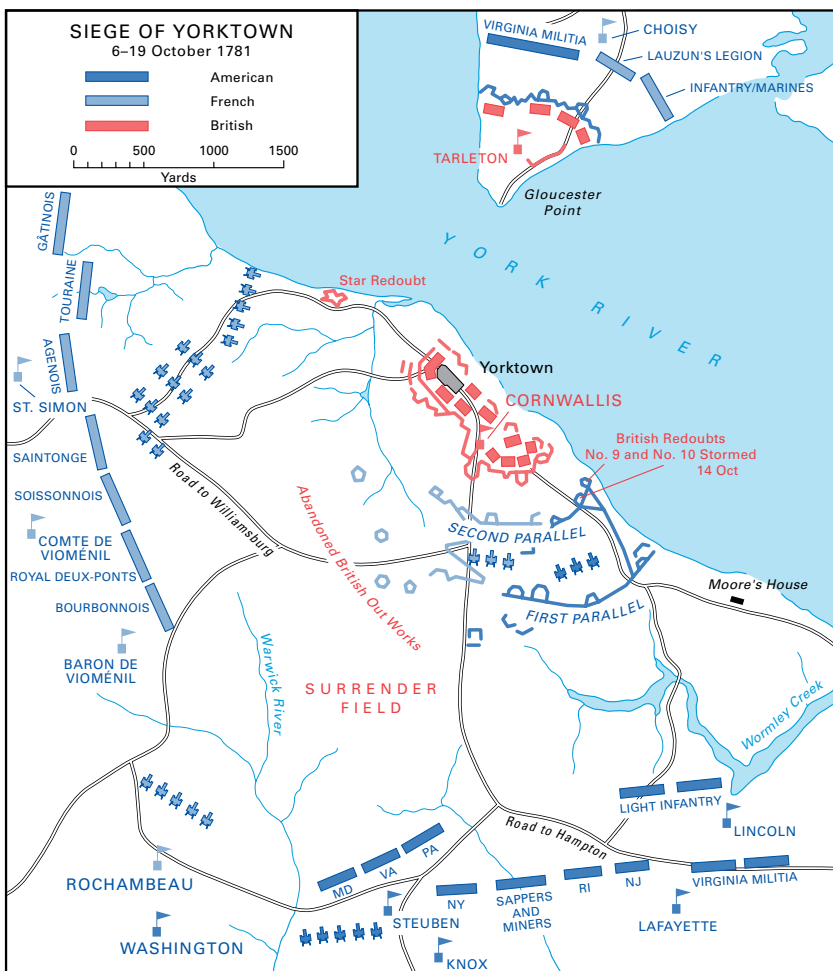 SIEGE OF YORKTOWN
6–19 October 1781
American
French
British
0 500 1000 1500
Yards
VIRGINIA MILITIA
CHOISY
LAUZUN'S LEGION
INFANTRY/MARINES
TARLETON
Gloucester
Point
YORK RIVER
GÂTINOIS
TOURAINE
AGENOIS
ST. SIMON
Star Redoubt
Yorktown
CORNWALLIS
British Redoubts
No. 9 and No. 10 Stormed
14 Oct
SAINTONGE
SOISSONNOIS
COMTE DE
VIOMÉNIL
ROYAL DEUX-PONTS
BOURBONNOIS
BARON DE
VIOMÉNIL
Road to Williamsburg
Abandoned British Out Works
SECOND PARALLEL
FIRST PARALLEL
Moore's House
Warwick
River
SURRENDER
FIELD
Wormley Creek
LIGHT INFANTRY
LINCOLN
Road to Hampton
ROCHAMBEAU
WASHINGTON
MD
VA
PA
STEUBEN
KNOX
NY
SAPPERS
AND
MINERS
RI
NJ
VIRGINIA MILITIA
LAFAYETTE